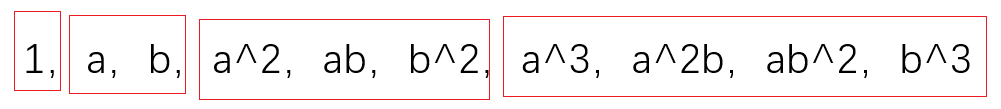 1, a, b, a^2, ab, b^2, a^3, a^2b, ab^2, b^3